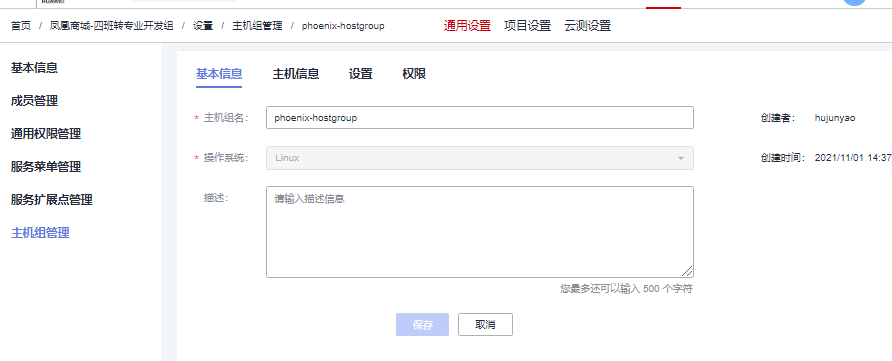 HUAWEI
首页 / 凤凰商城-四班转专业开发组 / 设置 / 主机组管理 / phoenix-hostgroup 通用设置 项目设置 云测设置
基本信息
成员管理
通用权限管理
服务菜单管理
服务扩展点管理
主机组管理
基本信息 主机信息 设置 权限
* 主机组名： phoenix-hostgroup 创建者： hujunyao
* 操作系统： Linux 创建时间： 2021/11/01 14:37
描述： 请输入描述信息
您最多还可以输入 500 个字符
保存 取消